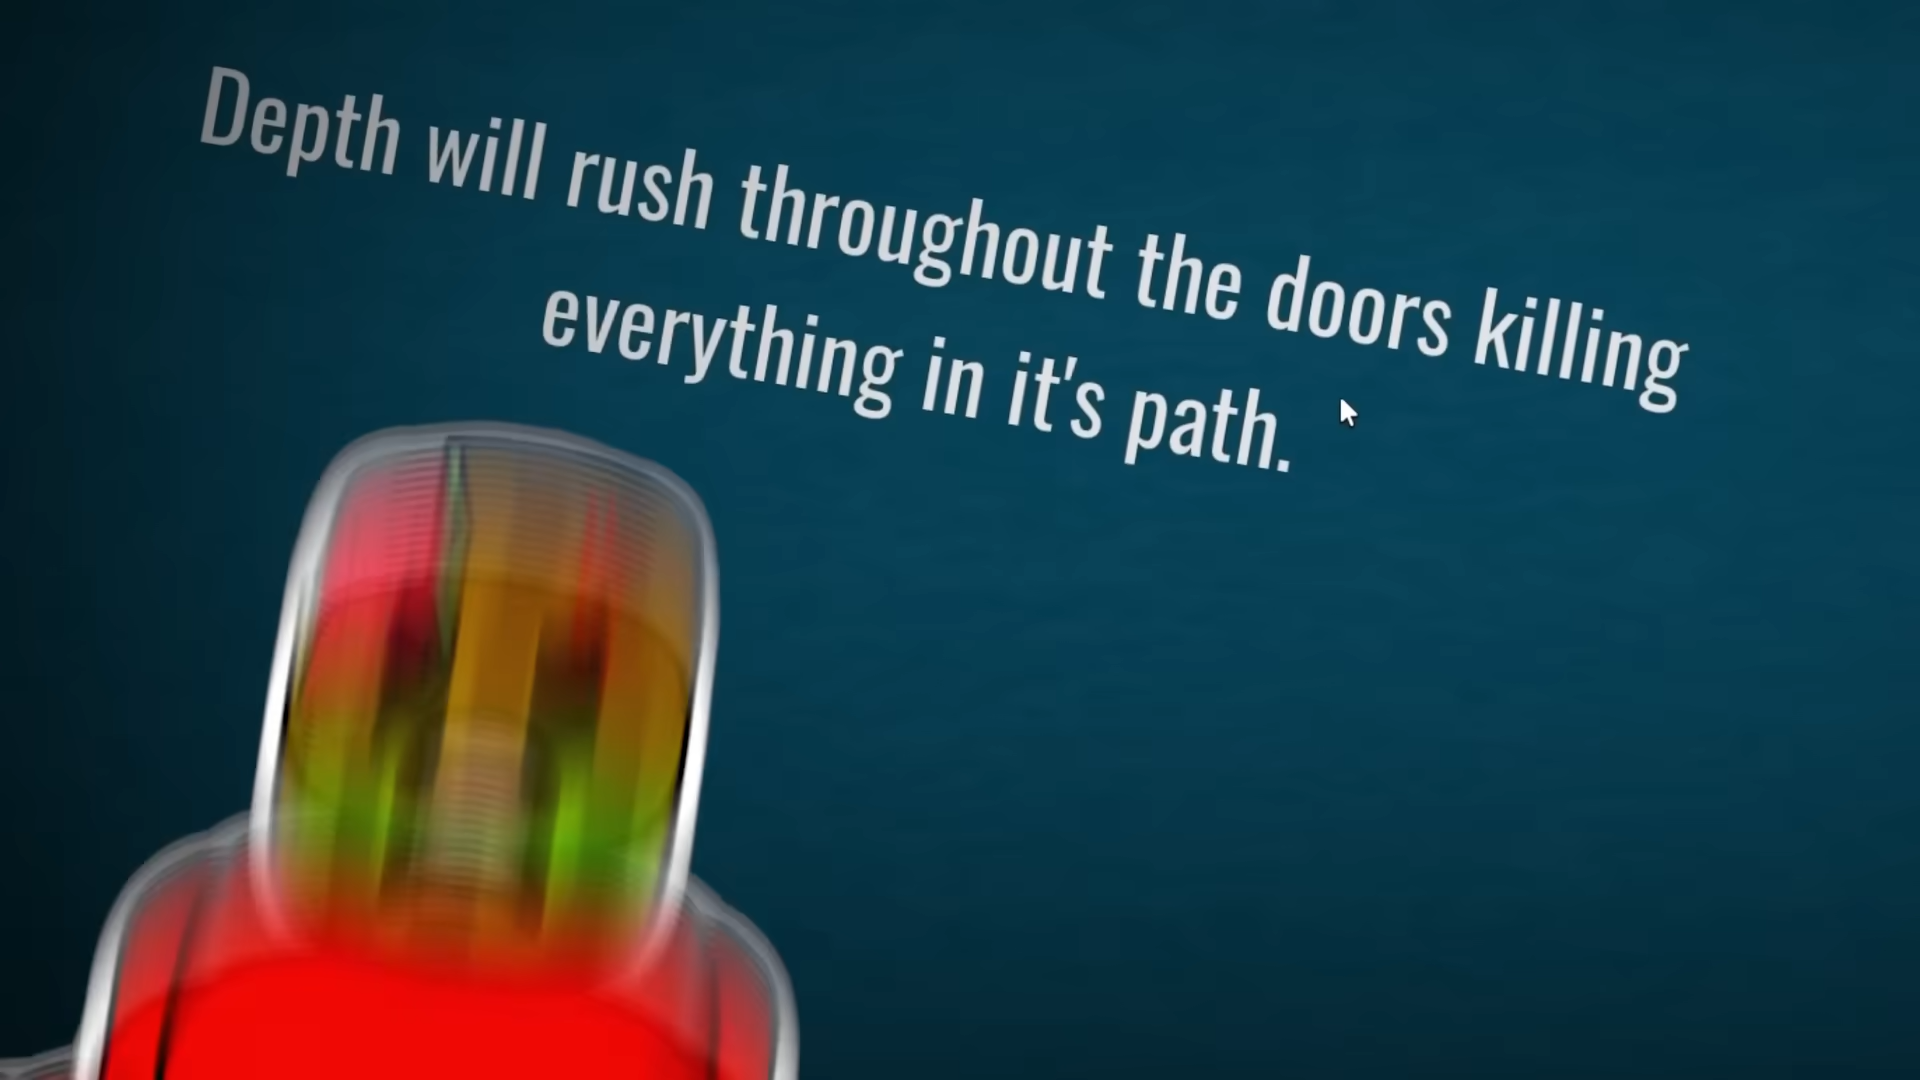 Depth will rush throughout the doors killing
everything in it's path.